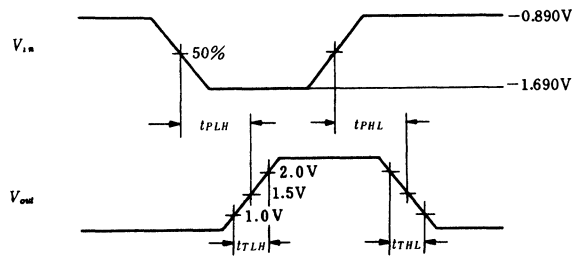 −0.890V
Vin
50%
−1.690V
tPLH
tPHL
2.0V
Vout
1.5V
1.0V
tTLH
tTHL